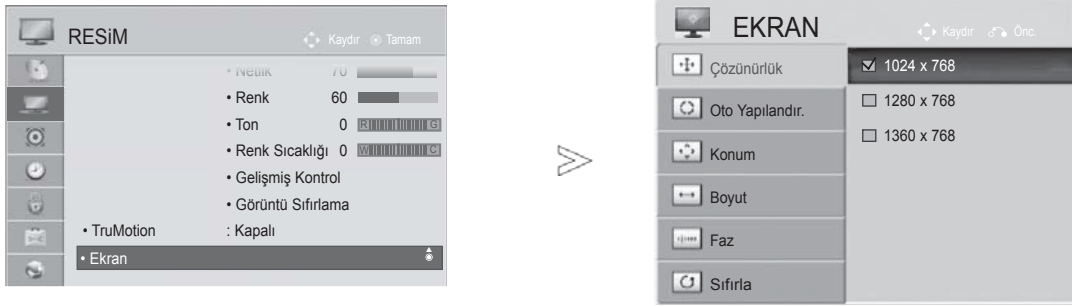 RESiM
Kaydır Tamam
• Netlik 70
• Renk 60
• Ton 0 R G
• Renk Sıcaklığı 0 W C
• Gelişmiş Kontrol
• Görüntü Sıfırlama
• TruMotion : Kapalı
• Ekran
EKRAN
Kaydır Önc.
Çözünürlük
1024 x 768
Oto Yapılandır.
1280 x 768
1360 x 768
Konum
Boyut
Faz
Sıfırla